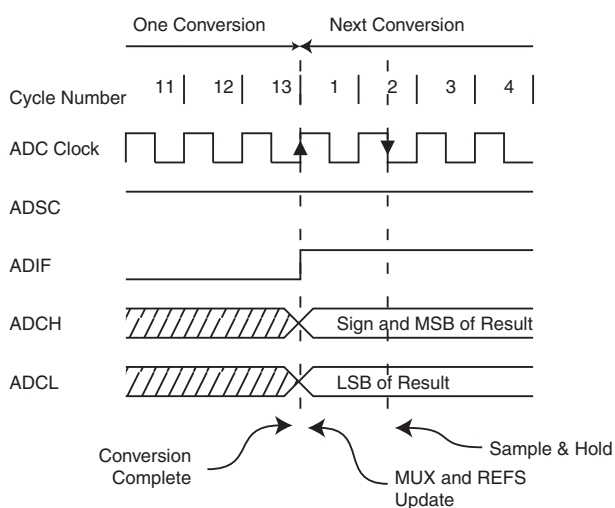 One Conversion Next Conversion
Cycle Number 11 12 13 1 2 3 4
ADC Clock
ADSC
ADIF
ADCH Sign and MSB of Result
ADCL LSB of Result
Conversion
Complete
MUX and REFS
Update
Sample & Hold